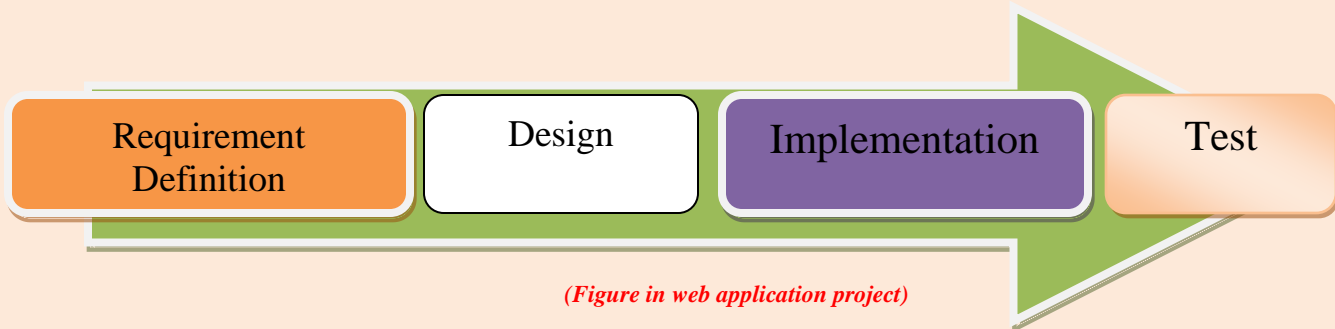 Requirement
Definition
Design
Implementation
Test
(Figure in web application project)